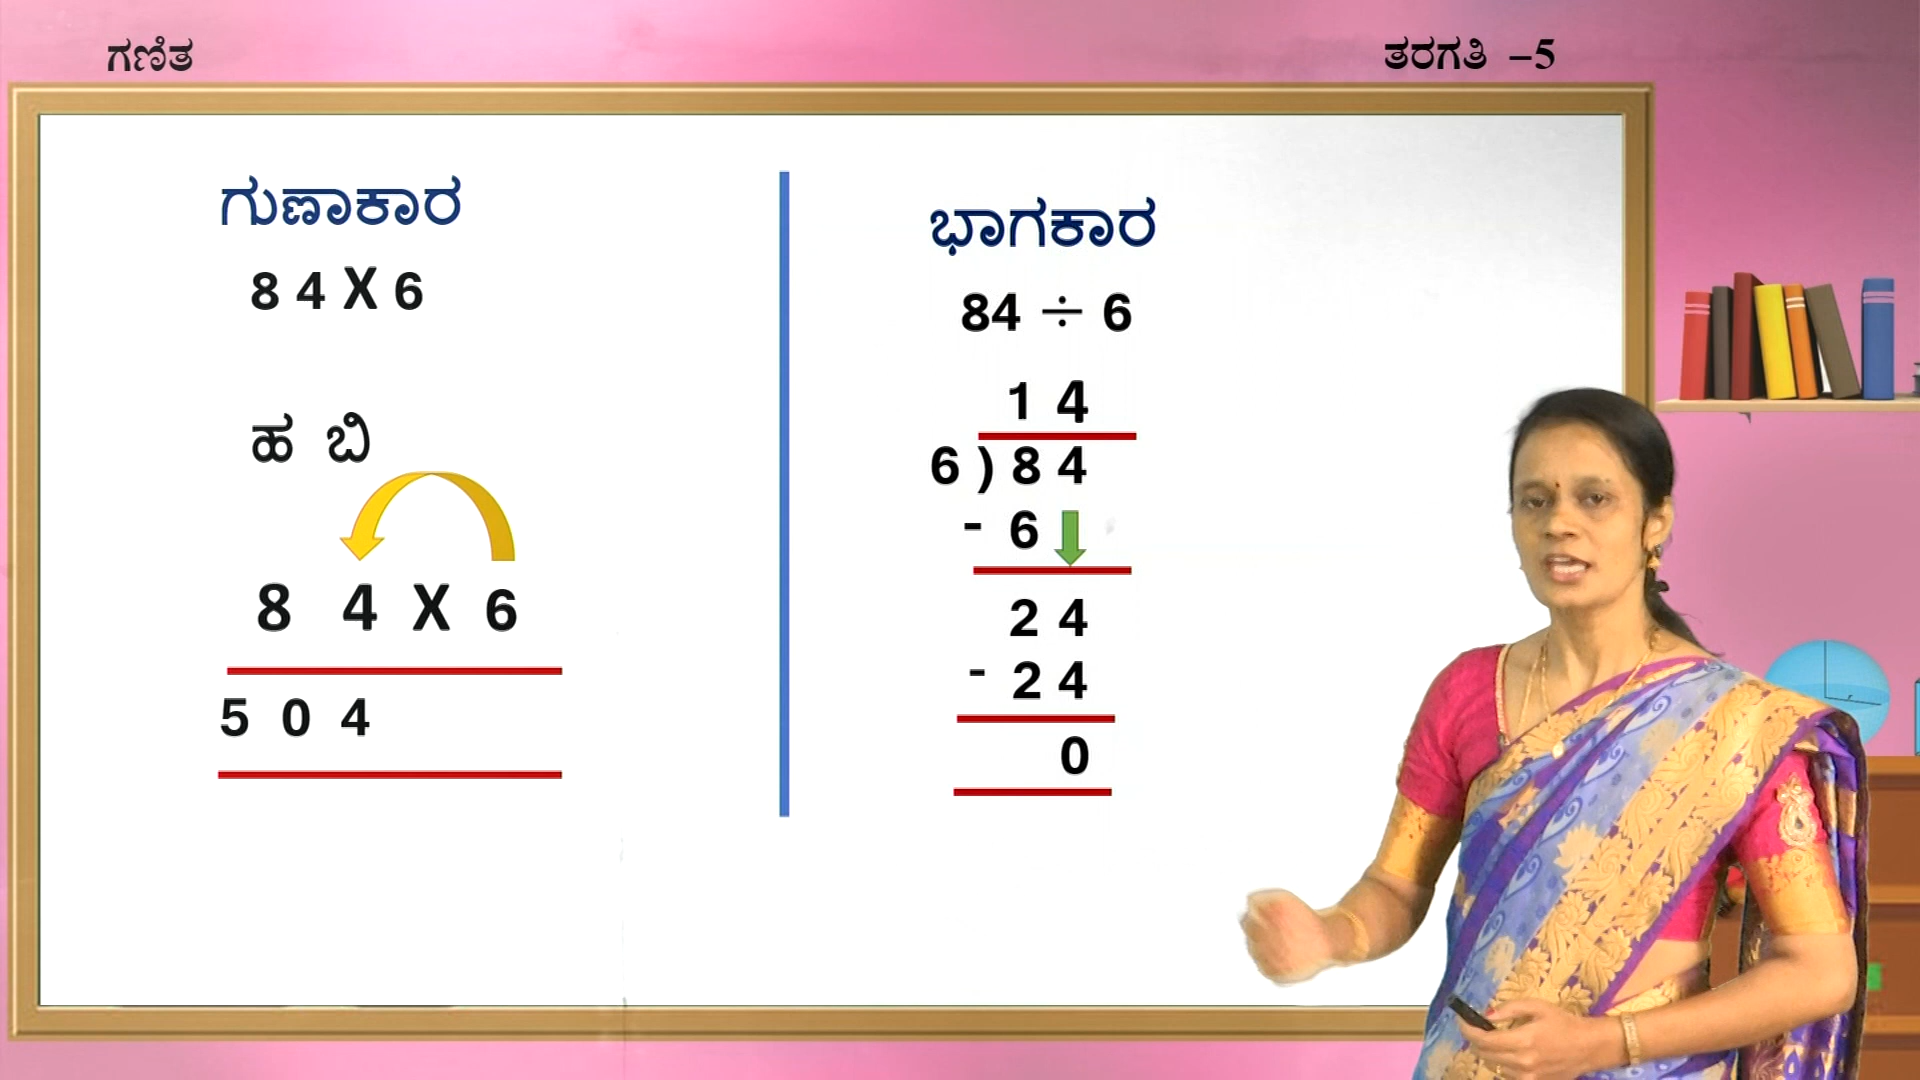 ಗಣಿತ
ತರಗತಿ –5
ಗುಣಾಕಾರ
8 4 X 6
ಹ ಬಿ
8 4 X 6
5 0 4
ಭಾಗಕಾರ
84 ÷ 6
1 4
6 ) 8 4
- 6
2 4
- 2 4
0